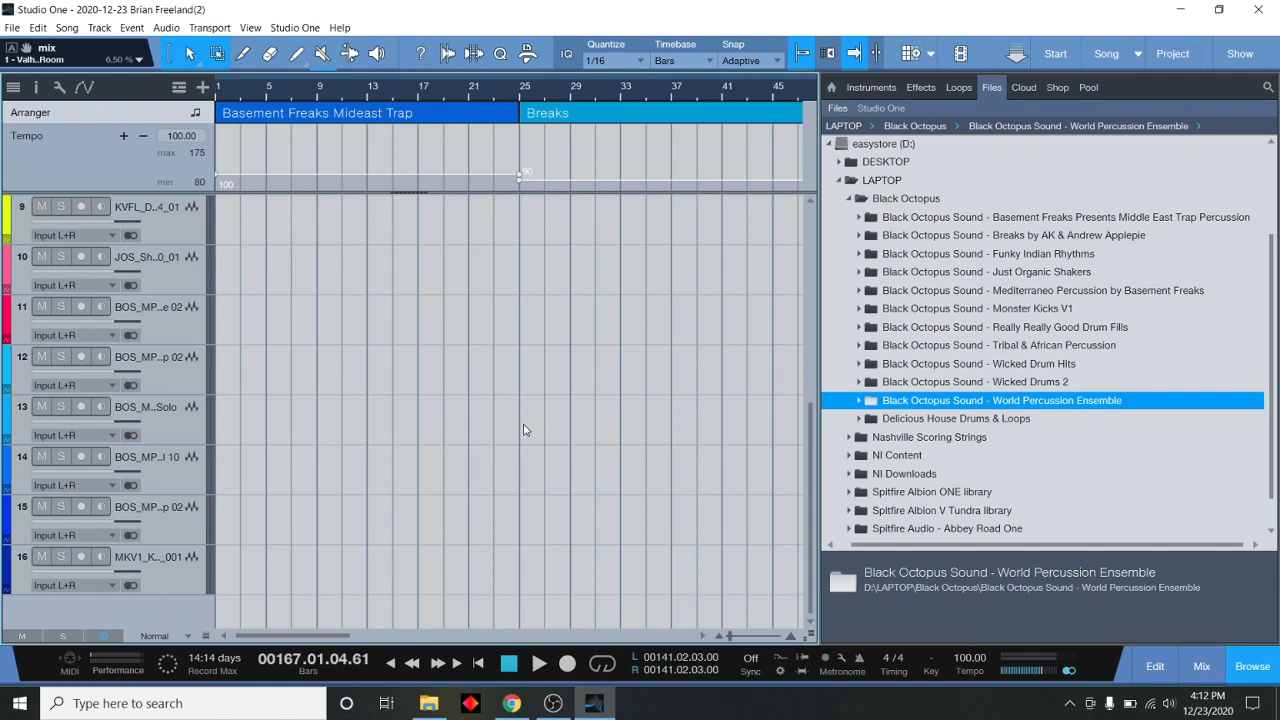 Studio One - 2020-12-23 Brian Freeland(2)
File Edit Song Track Event Audio Transport View Studio One Help
A mix
1 - Valh..Room 6.50 %
IQ Quantize Timebase Snap
1/16 Bars Adaptive
Start Song Project Show
1 5 9 13 17 21 25 29 33 37 41 45
Arranger
Basement Freaks Mideast Trap Breaks
Tempo 100.00
max 175
min 80
100 90
9 M S KVFL_D..4_01
Input L+R
10 M S JOS_Sh..0_01
Input L+R
11 M S BOS_MP..e 02
Input L+R
12 M S BOS_MP..p 02
Input L+R
13 M S BOS_M..Solo
Input L+R
14 M S BOS_MP..l 10
Input L+R
15 M S BOS_MP..p 02
Input L+R
16 M S MKV1_K.._001
Input L+R
M S Normal
Instruments Effects Loops Files Cloud Shop Pool
Files Studio One
LAPTOP Black Octopus Black Octopus Sound - World Percussion Ensemble
easystore (D:)
DESKTOP
LAPTOP
Black Octopus
Black Octopus Sound - Basement Freaks Presents Middle East Trap Percussion
Black Octopus Sound - Breaks by AK & Andrew Applepie
Black Octopus Sound - Funky Indian Rhythms
Black Octopus Sound - Just Organic Shakers
Black Octopus Sound - Mediterraneo Percussion by Basement Freaks
Black Octopus Sound - Monster Kicks V1
Black Octopus Sound - Really Really Good Drum Fills
Black Octopus Sound - Tribal & African Percussion
Black Octopus Sound - Wicked Drum Hits
Black Octopus Sound - Wicked Drums 2
Black Octopus Sound - World Percussion Ensemble
Delicious House Drums & Loops
Nashville Scoring Strings
NI Content
NI Downloads
Spitfire Albion ONE library
Spitfire Albion V Tundra library
Spitfire Audio - Abbey Road One
Black Octopus Sound - World Percussion Ensemble
D:\LAPTOP\Black Octopus\Black Octopus Sound - World Percussion Ensemble
MIDI Performance 14:14 days
Record Max 00167.01.04.61
Bars
L 00141.02.03.00
R 00141.02.03.00
Off
Sync Metronome 4 / 4
Timing -
Key 100.00
Tempo
Edit Mix Browse
Type here to search
4:12 PM
12/23/2020